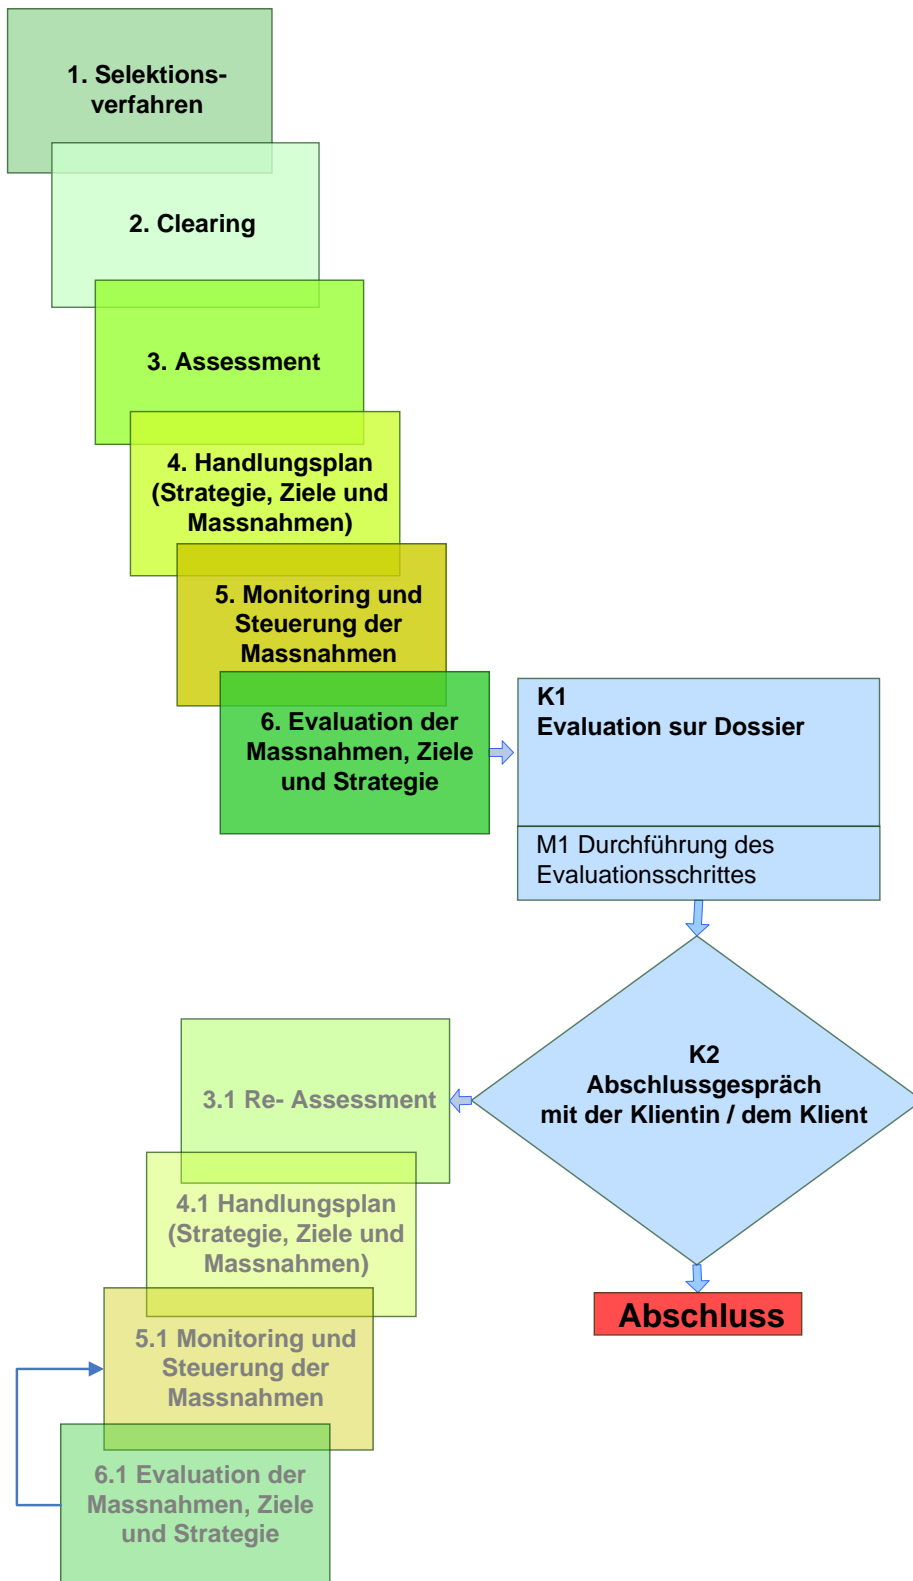 1. Selektions-
verfahren
2. Clearing
3. Assessment
4. Handlungsplan
(Strategie, Ziele und
Massnahmen)
5. Monitoring und
Steuerung der
Massnahmen
6. Evaluation der
Massnahmen, Ziele
und Strategie
K1
Evaluation sur Dossier
M1 Durchführung des
Evaluationsschrittes
K2
Abschlussgespräch
mit der Klientin / dem Klient
3.1 Re- Assessment
4.1 Handlungsplan
(Strategie, Ziele und
Massnahmen)
Abschluss
5.1 Monitoring und
Steuerung der
Massnahmen
6.1 Evaluation der
Massnahmen, Ziele
und Strategie